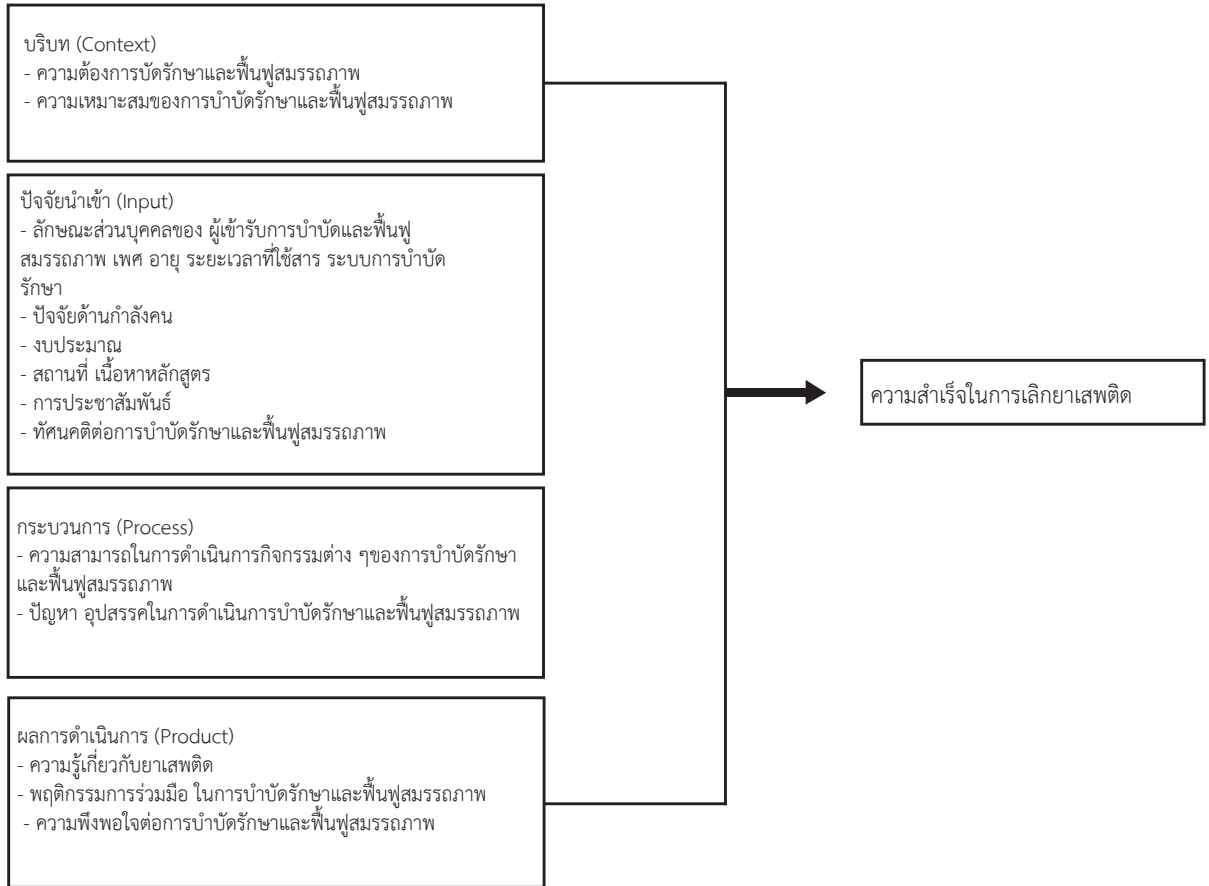 บริบท (Context)
- ความต้องการบัดรักษาและฟื้นฟูสมรรถภาพ
- ความเหมาะสมของการบำบัดรักษาและฟื้นฟูสมรรถภาพ
ปัจจัยนำเข้า (Input)
- ลักษณะส่วนบุคคลของ ผู้เข้ารับการบำบัดและฟื้นฟู
สมรรถภาพ เพศ อายุ ระยะเวลาที่ใช้สาร ระบบการบำบัด
รักษา
- ปัจจัยด้านกำลังคน
- งบประมาณ
- สถานที่ เนื้อหาหลักสูตร
- การประชาสัมพันธ์
- ทัศนคติต่อการบำบัดรักษาและฟื้นฟูสมรรถภาพ
กระบวนการ (Process)
- ความสามารถในการดำเนินการกิจกรรมต่าง ๆของการบำบัดรักษา
และฟื้นฟูสมรรถภาพ
- ปัญหา อุปสรรคในการดำเนินการบำบัดรักษาและฟื้นฟูสมรรถภาพ
ผลการดำเนินการ (Product)
- ความรู้เกี่ยวกับยาเสพติด
- พฤติกรรมการร่วมมือ ในการบำบัดรักษาและฟื้นฟูสมรรถภาพ
- ความพึงพอใจต่อการบำบัดรักษาและฟื้นฟูสมรรถภาพ
ความสำเร็จในการเลิกยาเสพติด